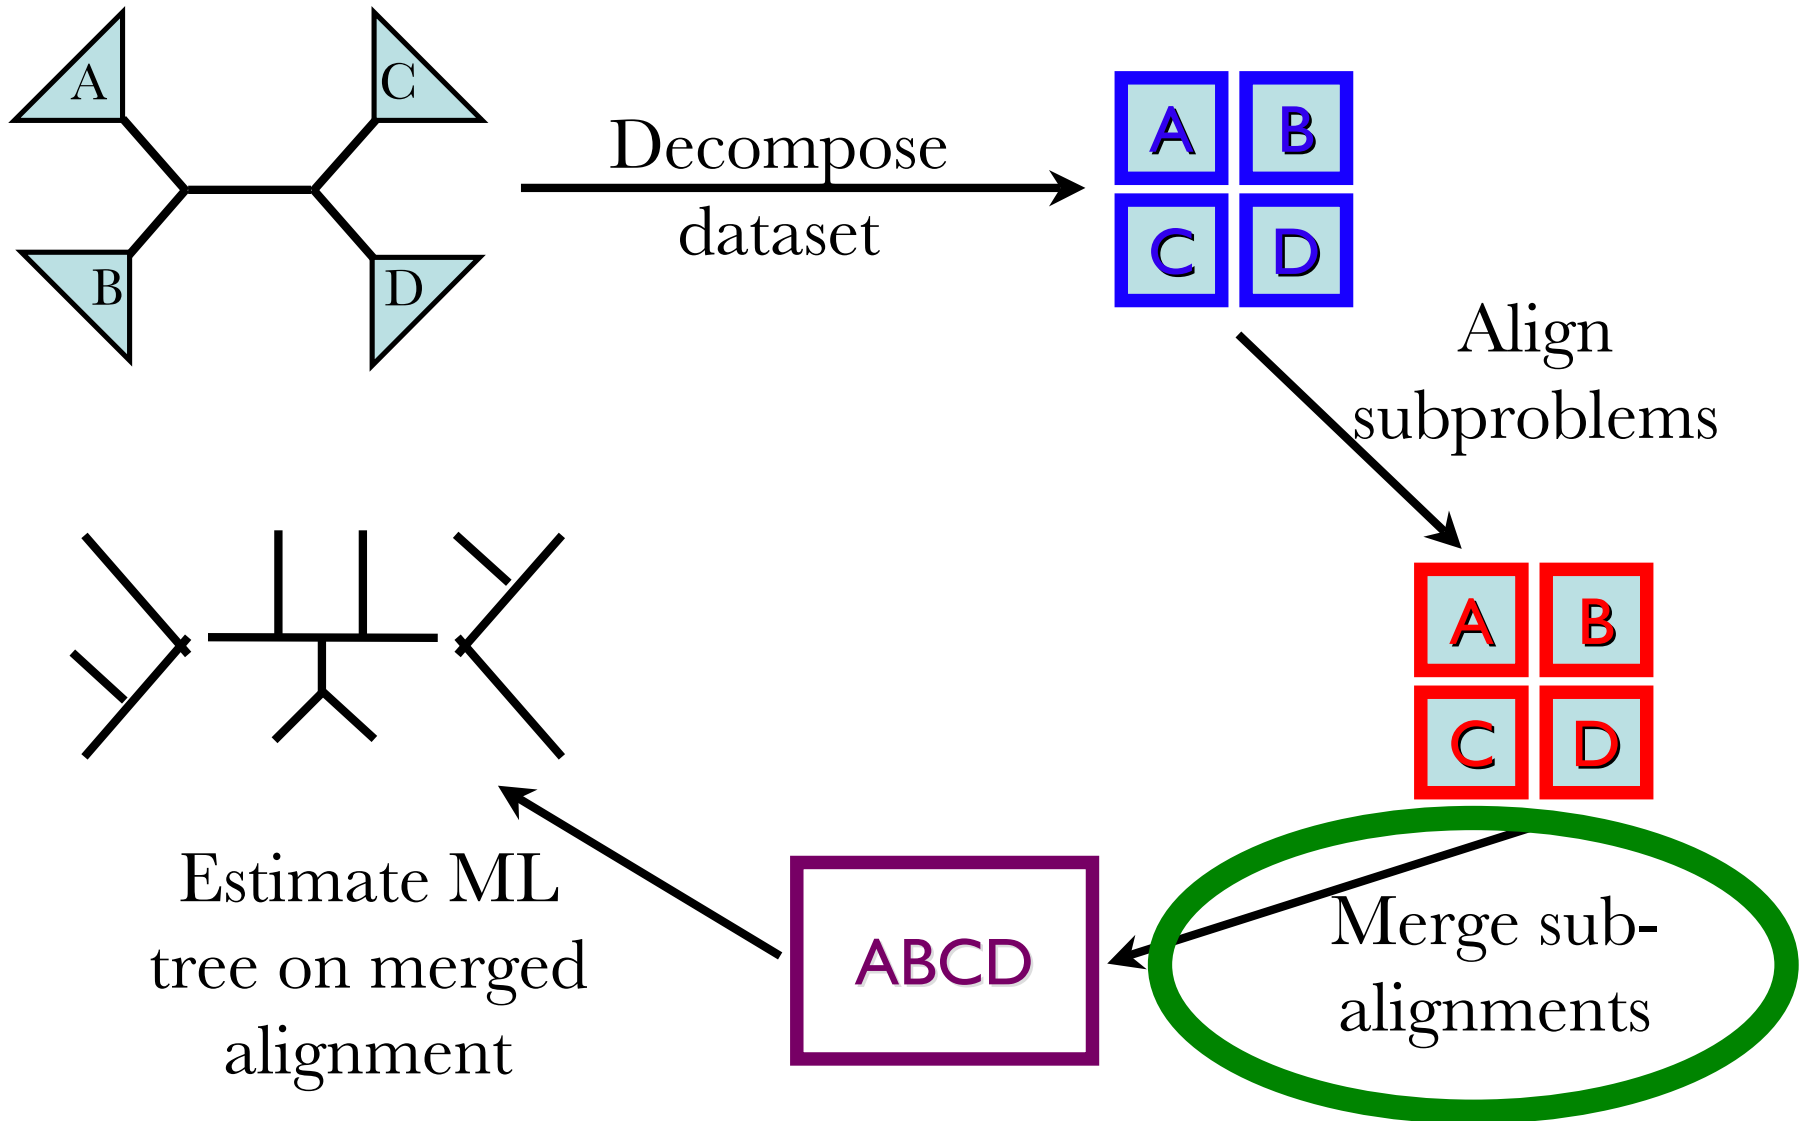 A
C
B
D
Decompose
dataset
A B
C D
Align
subproblems
A B
C D
Merge sub-
alignments
ABCD
Estimate ML
tree on merged
alignment